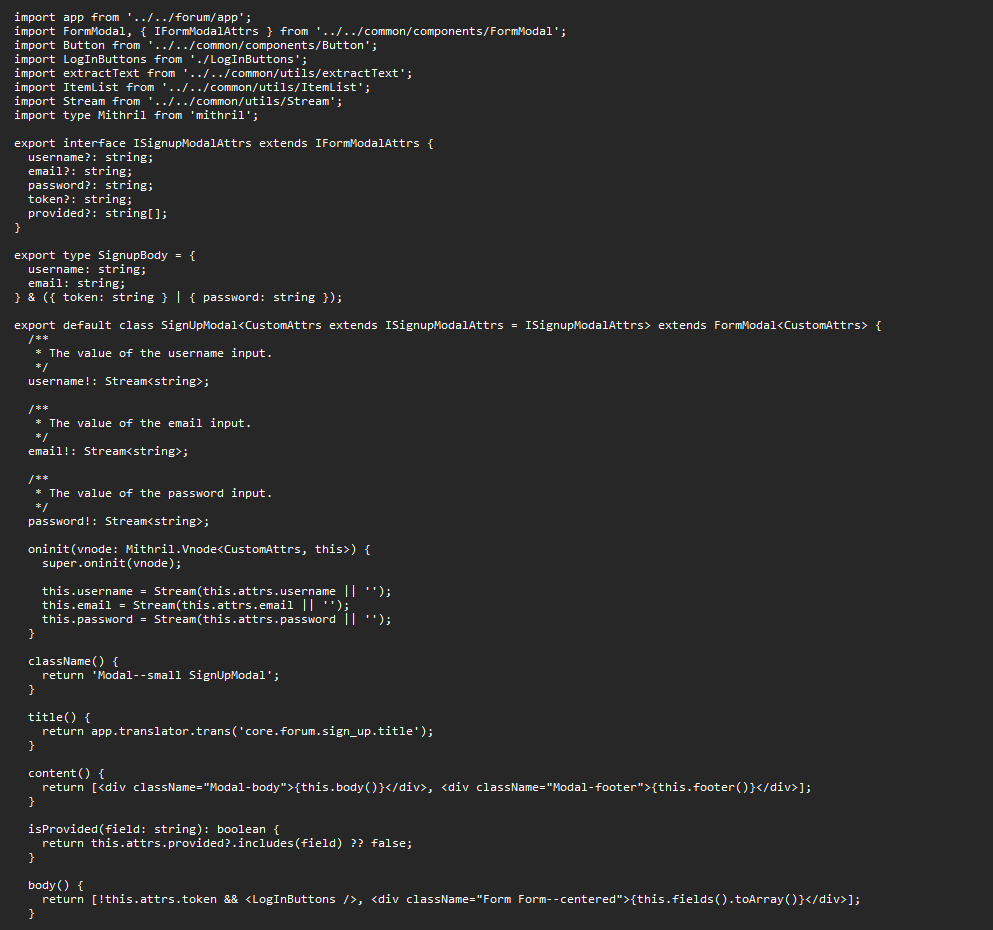 import app from '../../forum/app';
import FormModal, { IFormModalAttrs } from '../../common/components/FormModal';
import Button from '../../common/components/Button';
import LogInButtons from './LogInButtons';
import extractText from '../../common/utils/extractText';
import ItemList from '../../common/utils/ItemList';
import Stream from '../../common/utils/Stream';
import type Mithril from 'mithril';

export interface ISignupModalAttrs extends IFormModalAttrs {
  username?: string;
  email?: string;
  password?: string;
  token?: string;
  provided?: string[];
}

export type SignupBody = {
  username: string;
  email: string;
} & ({ token: string } | { password: string });

export default class SignUpModal<CustomAttrs extends ISignupModalAttrs = ISignupModalAttrs> extends FormModal<CustomAttrs> {
  /**
   * The value of the username input.
   */
  username!: Stream<string>;

  /**
   * The value of the email input.
   */
  email!: Stream<string>;

  /**
   * The value of the password input.
   */
  password!: Stream<string>;

  oninit(vnode: Mithril.Vnode<CustomAttrs, this>) {
    super.oninit(vnode);

    this.username = Stream(this.attrs.username || '');
    this.email = Stream(this.attrs.email || '');
    this.password = Stream(this.attrs.password || '');
  }

  className() {
    return 'Modal--small SignUpModal';
  }

  title() {
    return app.translator.trans('core.forum.sign_up.title');
  }

  content() {
    return [<div className="Modal-body">{this.body()}</div>, <div className="Modal-footer">{this.footer()}</div>];
  }

  isProvided(field: string): boolean {
    return this.attrs.provided?.includes(field) ?? false;
  }

  body() {
    return [!this.attrs.token && <LogInButtons />, <div className="Form Form--centered">{this.fields().toArray()}</div>];
  }